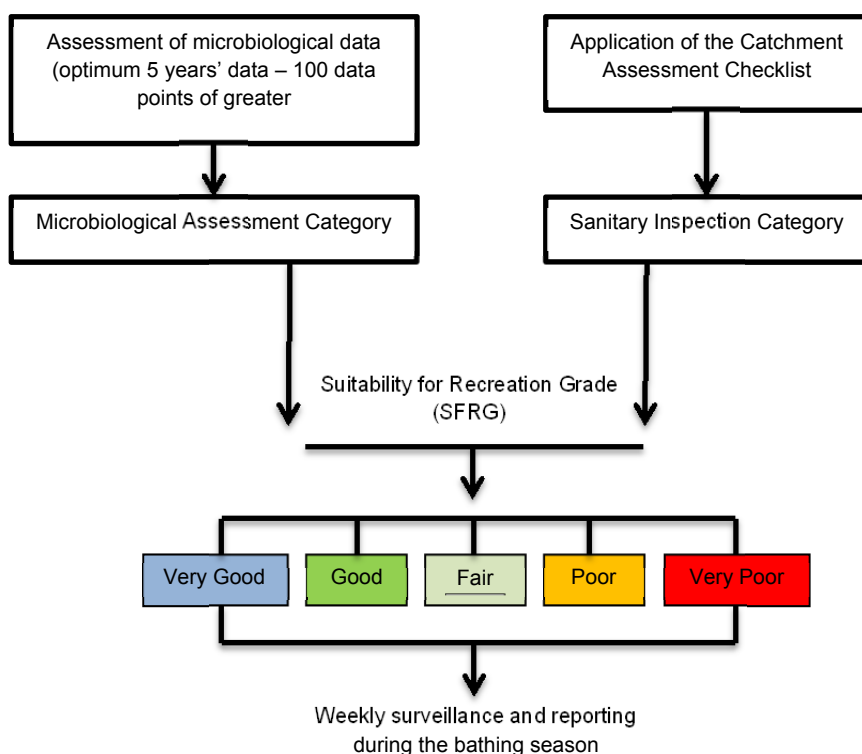 Assessment of microbiological data
(optimum 5 years’ data – 100 data
points of greater
Application of the Catchment
Assessment Checklist
Microbiological Assessment Category
Sanitary Inspection Category
Suitability for Recreation Grade
(SFRG)
Very Good
Good
Fair
Poor
Very Poor
Weekly surveillance and reporting
during the bathing season